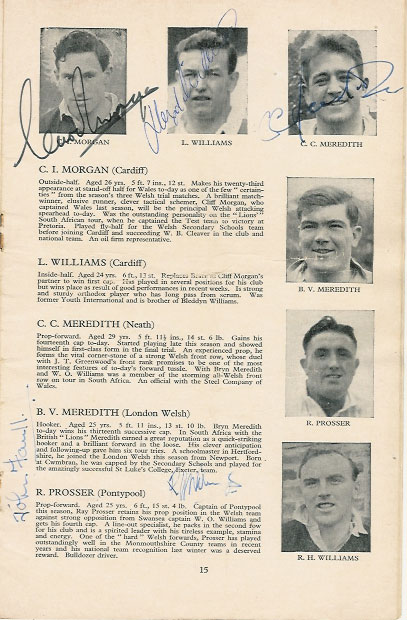 MORGAN
L. WILLIAMS
C. C. MEREDITH
C. I. MORGAN (Cardiff)
Outside-half. Aged 26 yrs. 5 ft. 7 ins., 12 st. Makes his twenty-third
appearance at stand-off half for Wales to-day as one of the few " certain-
ties " from the season's three Welsh trial matches. A brilliant match-
winner, elusive runner, clever tactical schemer, Cliff Morgan, who
captained Wales last season, will be the principal Welsh attacking
spearhead to-day. Was the outstanding personality on the "Lions"
South African tour, when he captained the Test team to victory at
Pretoria. Played fly-half for the Welsh Secondary Schools team
before joining Cardiff and succeeding W. B. Cleaver in the club and
national team. An oil firm representative.
L. WILLIAMS (Cardiff)
Inside-half. Aged 24 yrs. 6 ft., 13 st. Replaces as Cliff Morgan's
partner to win first cap. Has played in several positions for his club
but wins place as result of good performances in recent weeks. Is strong
and sturdy orthodox player who has long pass from scrum. Was
former Youth International and is brother of Bleddyn Williams.
B. V. MEREDITH
C. C. MEREDITH (Neath)
Prop-forward. Aged 29 yrs. 5 ft. 11½ ins., 14 st. 6 lb. Gains his
fourteenth cap to-day. Started playing late this season and showed
himself in first-class form in the final trial. An experienced prop, he
forms the vital corner-stone of a strong Welsh front row, whose duel
with J. T. Greenwood's front rank promises to be one of the most
interesting features of to-day's forward tussle. With Bryn Meredith
and W. O. Williams was a member of the storming all-Welsh front
row on tour in South Africa. An official with the Steel Company of
Wales.
R. PROSSER
B. V. MEREDITH (London Welsh)
Hooker. Aged 25 yrs. 5 ft. 11 ins., 13 st. 10 lb. Bryn Meredith
to-day wins his thirteenth successive cap. In South Africa with the
British "Lions" Meredith earned a great reputation as a quick-striking
hooker and a brilliant forward in the loose. His clever anticipation
and following-up gave him six tour tries. A schoolmaster in Hertford-
shire, he joined the London Welsh this season from Newport. Born
at Cwmbran, he was capped by the Secondary Schools and played for
the amazingly successful St Luke's College, Exeter, team.
R. PROSSER (Pontypool)
Prop-forward. Aged 25 yrs. 6 ft., 15 st. 4 lb. Captain of Pontypool
this season, Ray Prosser retains his prop position in the Welsh team
against strong opposition from Swansea captain W. O. Williams and
gets his fourth cap. A line-out specialist, he packs in the second row
for his club and is a spirited leader with his tireless example, stamina
and energy. One of the " hard " Welsh forwards, Prosser has played
outstandingly well in the Monmouthshire County teams in recent
years and his national team recognition last winter was a deserved
reward. Bulldozer driver.
R. H. WILLIAMS
15